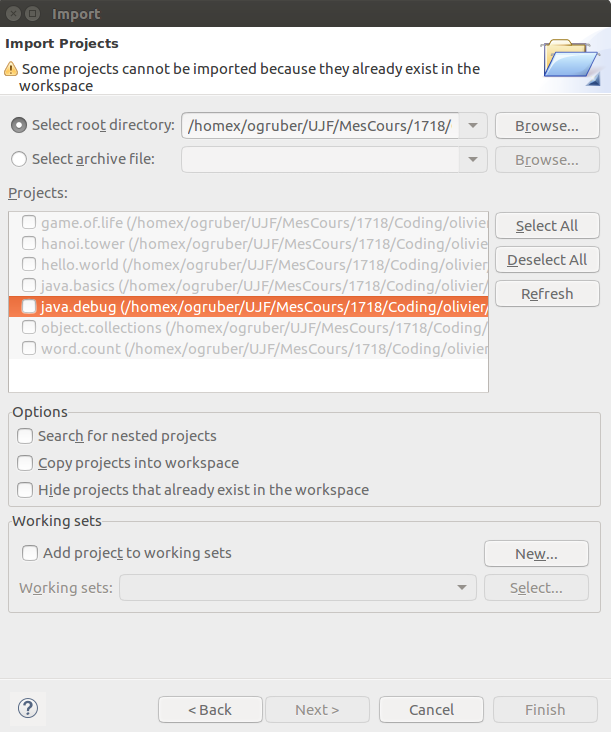 Import
Import Projects
Some projects cannot be imported because they already exist in the
workspace
Select root directory: /homex/ogruber/UJF/MesCours/1718/ Browse...
Select archive file: Browse...
Projects:
game.of.life (/homex/ogruber/UJF/MesCours/1718/Coding/olivier/ Select All
hanoi.tower (/homex/ogruber/UJF/MesCours/1718/Coding/olivier
hello.world (/homex/ogruber/UJF/MesCours/1718/Coding/olivier, Deselect All
java.basics (/homex/ogruber/UJF/MesCours/1718/Coding/olivier/
java.debug (/homex/ogruber/UJF/MesCours/1718/Coding/olivier/ Refresh
object.collections (/homex/ogruber/UJF/MesCours/1718/Coding/
word.count (/homex/ogruber/UJF/MesCours/1718/Coding/olivier,
Options
Search for nested projects
Copy projects into workspace
Hide projects that already exist in the workspace
Working sets
Add project to working sets New...
Working sets: Select...
? < Back Next > Cancel Finish